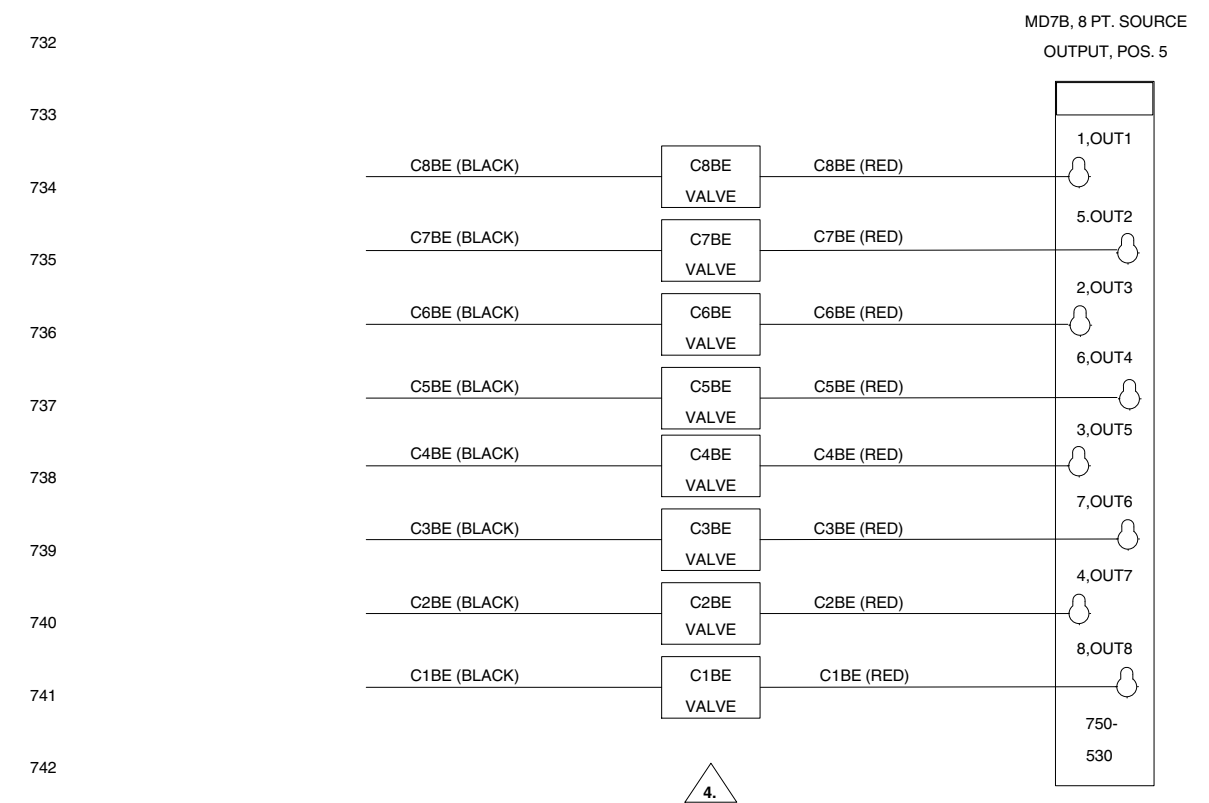 MD7B, 8 PT. SOURCE
732
OUTPUT, POS. 5
733
1,OUT1
C8BE (BLACK) C8BE C8BE (RED)
734
VALVE
5.OUT2
C7BE (BLACK) C7BE C7BE (RED)
735
VALVE
2,OUT3
C6BE (BLACK) C6BE C6BE (RED)
736
VALVE
6,OUT4
C5BE (BLACK) C5BE C5BE (RED)
737
VALVE
3,OUT5
C4BE (BLACK) C4BE C4BE (RED)
738
VALVE
7,OUT6
C3BE (BLACK) C3BE C3BE (RED)
739
VALVE
4,OUT7
C2BE (BLACK) C2BE C2BE (RED)
740
VALVE
8,OUT8
C1BE (BLACK) C1BE C1BE (RED)
741
VALVE
750-
530
742
4.